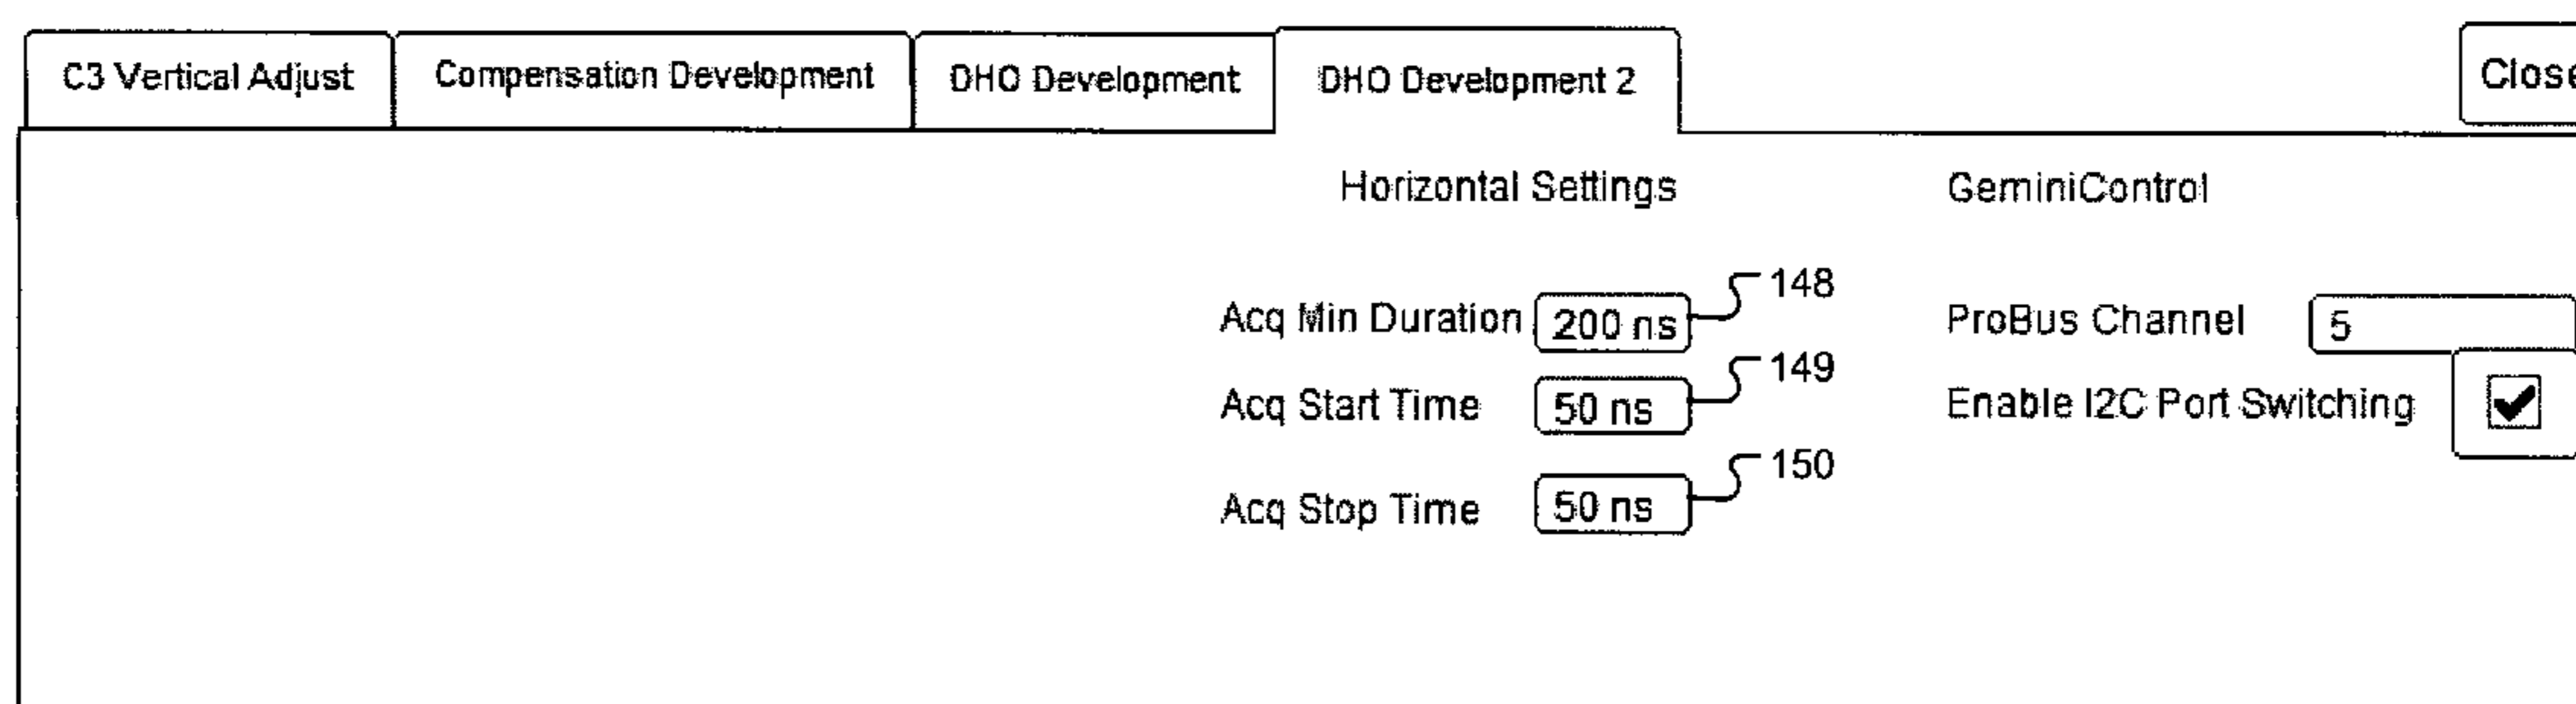 C3 Vertical Adjust Compensation Development DHO Development DHO Development 2 Close
Horizontal Settings GeminiControl
Acq Min Duration 200 ns 148 ProBus Channel 5
Acq Start Time 50 ns 149 Enable I2C Port Switching
Acq Stop Time 50 ns 150